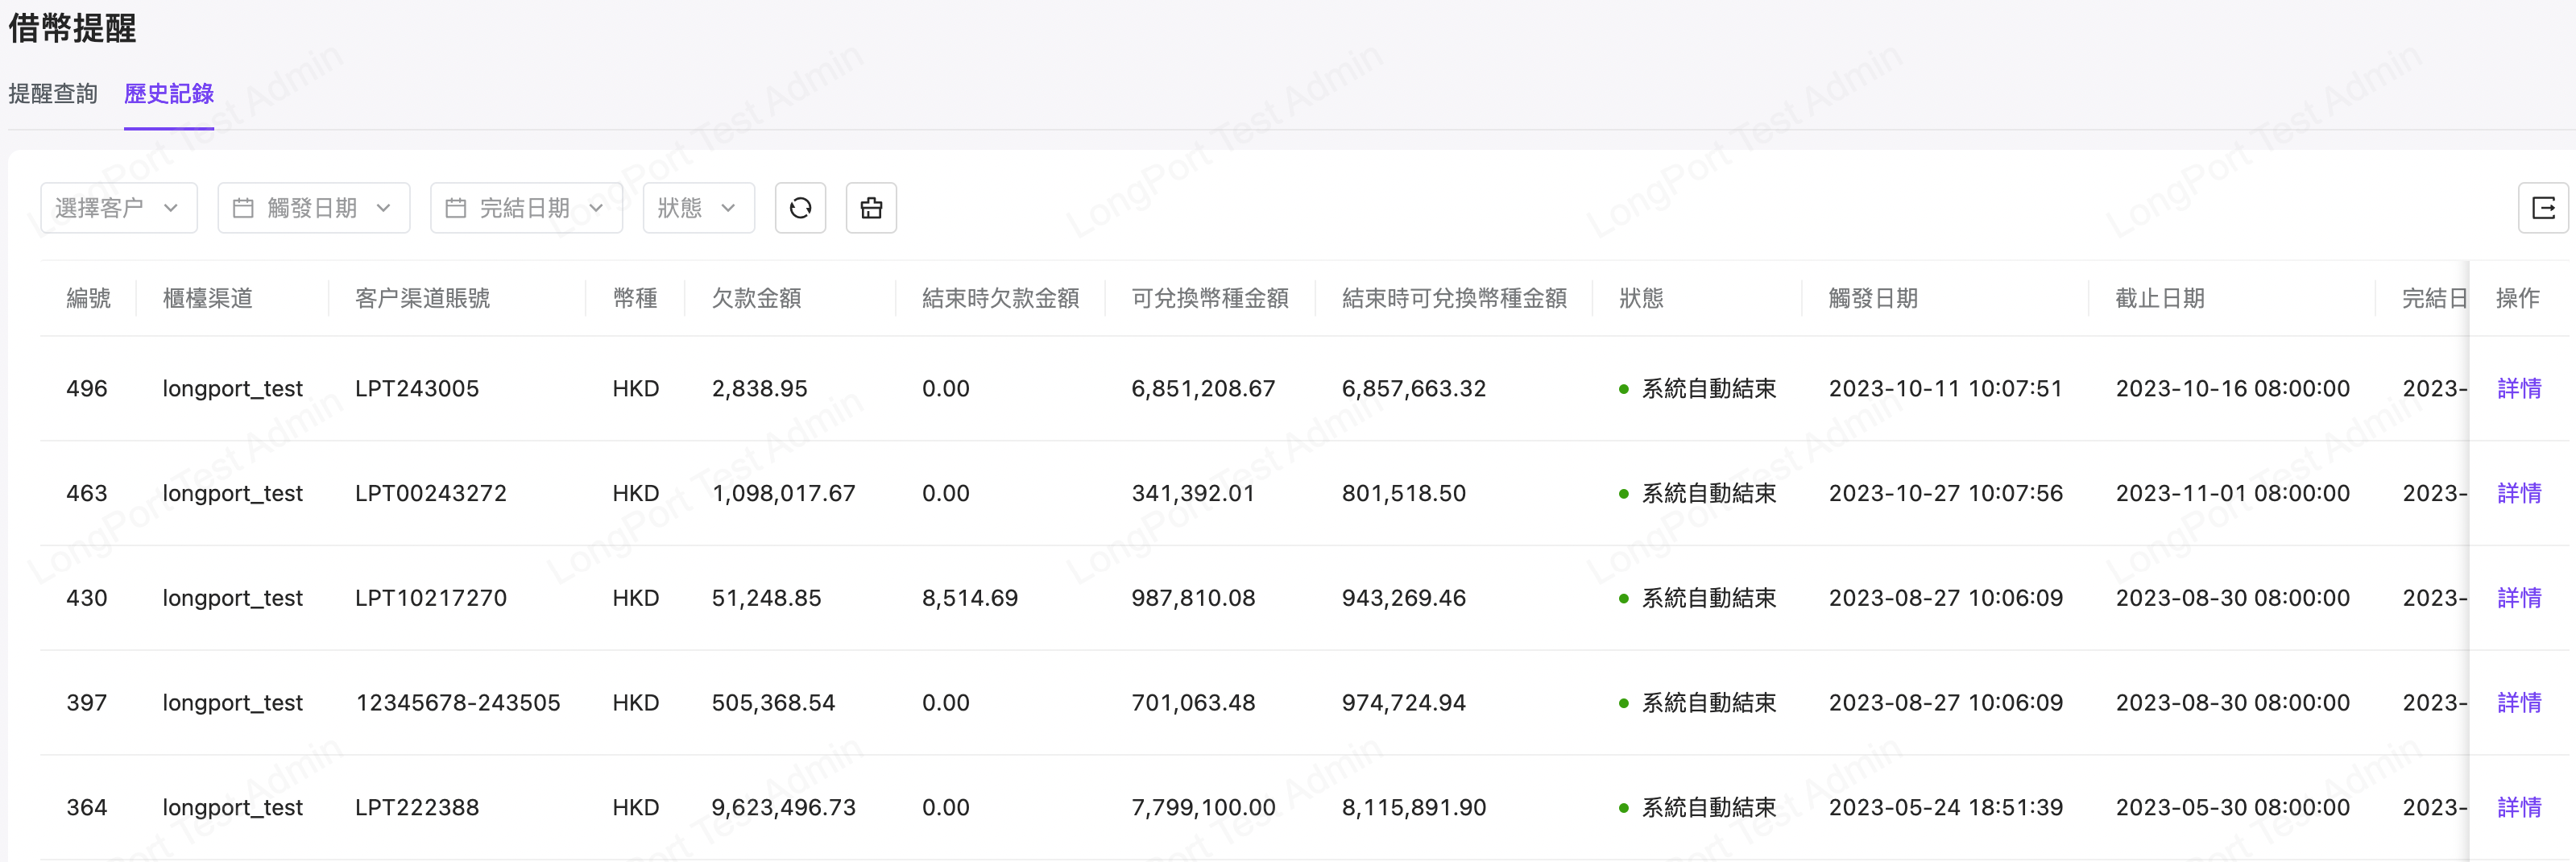 借幣提醒
提醒查詢 歷史記錄
選擇客户 觸發日期 完結日期 狀態
編號 櫃檯渠道 客户渠道賬號 幣種 欠款金額 結束時欠款金額 可兌換幣種金額 結束時可兌換幣種金額 狀態 觸發日期 截止日期 完結日 操作
496 longport_test LPT243005 HKD 2,838.95 0.00 6,851,208.67 6,857,663.32 系統自動結束 2023-10-11 10:07:51 2023-10-16 08:00:00 2023- 詳情
463 longport_test LPT00243272 HKD 1,098,017.67 0.00 341,392.01 801,518.50 系統自動結束 2023-10-27 10:07:56 2023-11-01 08:00:00 2023- 詳情
430 longport_test LPT10217270 HKD 51,248.85 8,514.69 987,810.08 943,269.46 系統自動結束 2023-08-27 10:06:09 2023-08-30 08:00:00 2023- 詳情
397 longport_test 12345678-243505 HKD 505,368.54 0.00 701,063.48 974,724.94 系統自動結束 2023-08-27 10:06:09 2023-08-30 08:00:00 2023- 詳情
364 longport_test LPT222388 HKD 9,623,496.73 0.00 7,799,100.00 8,115,891.90 系統自動結束 2023-05-24 18:51:39 2023-05-30 08:00:00 2023- 詳情
LongPort Test Admin